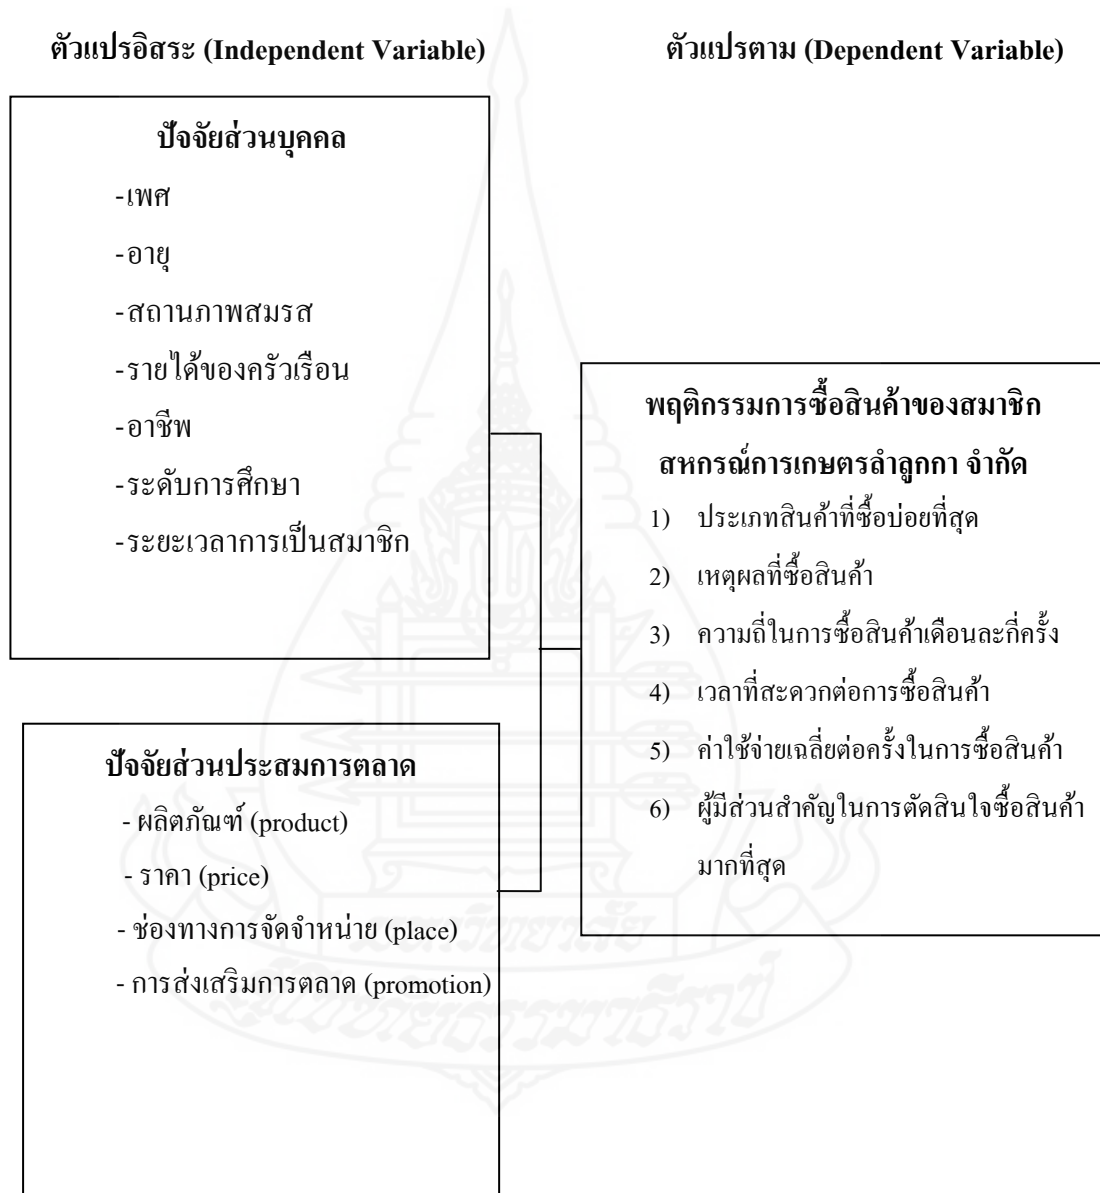 ตัวแปรอิสระ (Independent Variable)
ตัวแปรตาม (Dependent Variable)
ปัจจัยส่วนบุคคล
-เพศ
-อายุ
-สถานภาพสมรส
-รายได้ของครัวเรือน
-อาชีพ
-ระดับการศึกษา
-ระยะเวลาการเป็นสมาชิก
ปัจจัยส่วนประสมการตลาด
- ผลิตภัณฑ์ (product)
- ราคา (price)
- ช่องทางการจัดจำหน่าย (place)
- การส่งเสริมการตลาด (promotion)
พฤติกรรมการซื้อสินค้าของสมาชิก
สหกรณ์การเกษตรลำลูกกา จำกัด
1) ประเภทสินค้าที่ซื้อบ่อยที่สุด
2) เหตุผลที่ซื้อสินค้า
3) ความถี่ในการซื้อสินค้าเดือนละกี่ครั้ง
4) เวลาที่สะดวกต่อการซื้อสินค้า
5) ค่าใช้จ่ายเฉลี่ยต่อครั้งในการซื้อสินค้า
6) ผู้มีส่วนสำคัญในการตัดสินใจซื้อสินค้า
มากที่สุด